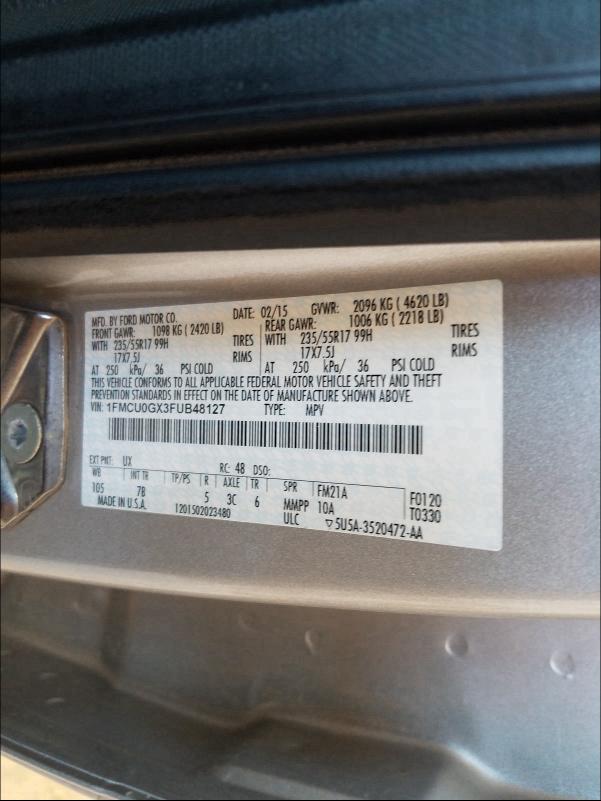 MFD. BY FORD MOTOR CO. DATE: 02/15 GVWR: 2096 KG ( 4620 LB)
FRONT GAWR: 1098 KG ( 2420 LB) REAR GAWR: 1006 KG ( 2218 LB)
WITH 235/55R17 99H TIRES WITH 235/55R17 99H TIRES
17X7.5J RIMS 17X7.5J RIMS
AT 250 kPa/ 36 PSI COLD AT 250 kPa/ 36 PSI COLD
THIS VEHICLE CONFORMS TO ALL APPLICABLE FEDERAL MOTOR VEHICLE SAFETY AND THEFT
PREVENTION STANDARDS IN EFFECT ON THE DATE OF MANUFACTURE SHOWN ABOVE.
VIN: 1FMCU0GX3FUB48127 TYPE: MPV
EXT PNT: UX RC: 48 DSO:
WB INT TR TP/PS R AXLE TR SPR FM21A F0120
105 7B 5 3C 6 MMPP 10A T0330
MADE IN U.S.A. 1201502023480 ULC ▽5U5A-3520472-AA